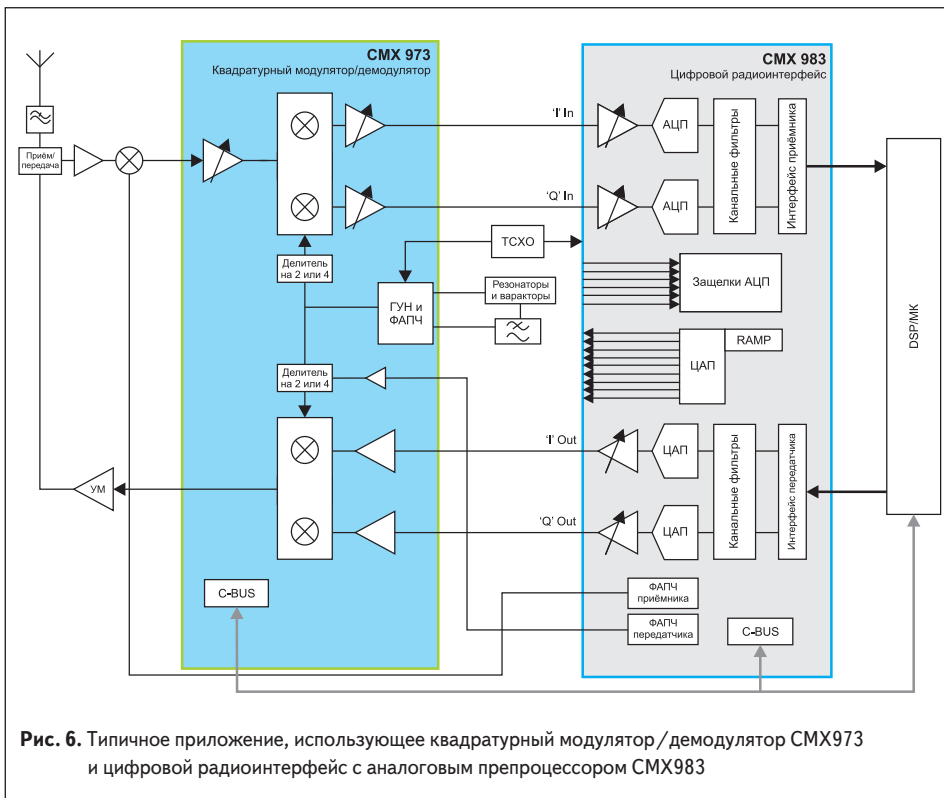 CMX 973
Квадратурный модулятор/демодулятор
CMX 983
Цифровой радиоинтерфейс
Приём/
передача
'I' In
АЦП
'Q' In
АЦП
Канальные фильтры
Интерфейс приёмника
DSP/МК
TCXO
Делитель
на 2 или 4
ГУН и
ФАПЧ
Резонаторы
и варакторы
Защелки АЦП
RAMP
ЦАП
Делитель
на 2 или 4
'I' Out
ЦАП
'Q' Out
ЦАП
Канальные фильтры
Интерфейс передатчика
УМ
C-BUS
ФАПЧ
приёмника
ФАПЧ
передатчика
C-BUS
Рис. 6. Типичное приложение, использующее квадратурный модулятор/демодулятор CMX973
и цифровой радиоинтерфейс с аналоговым препроцессором CMX983